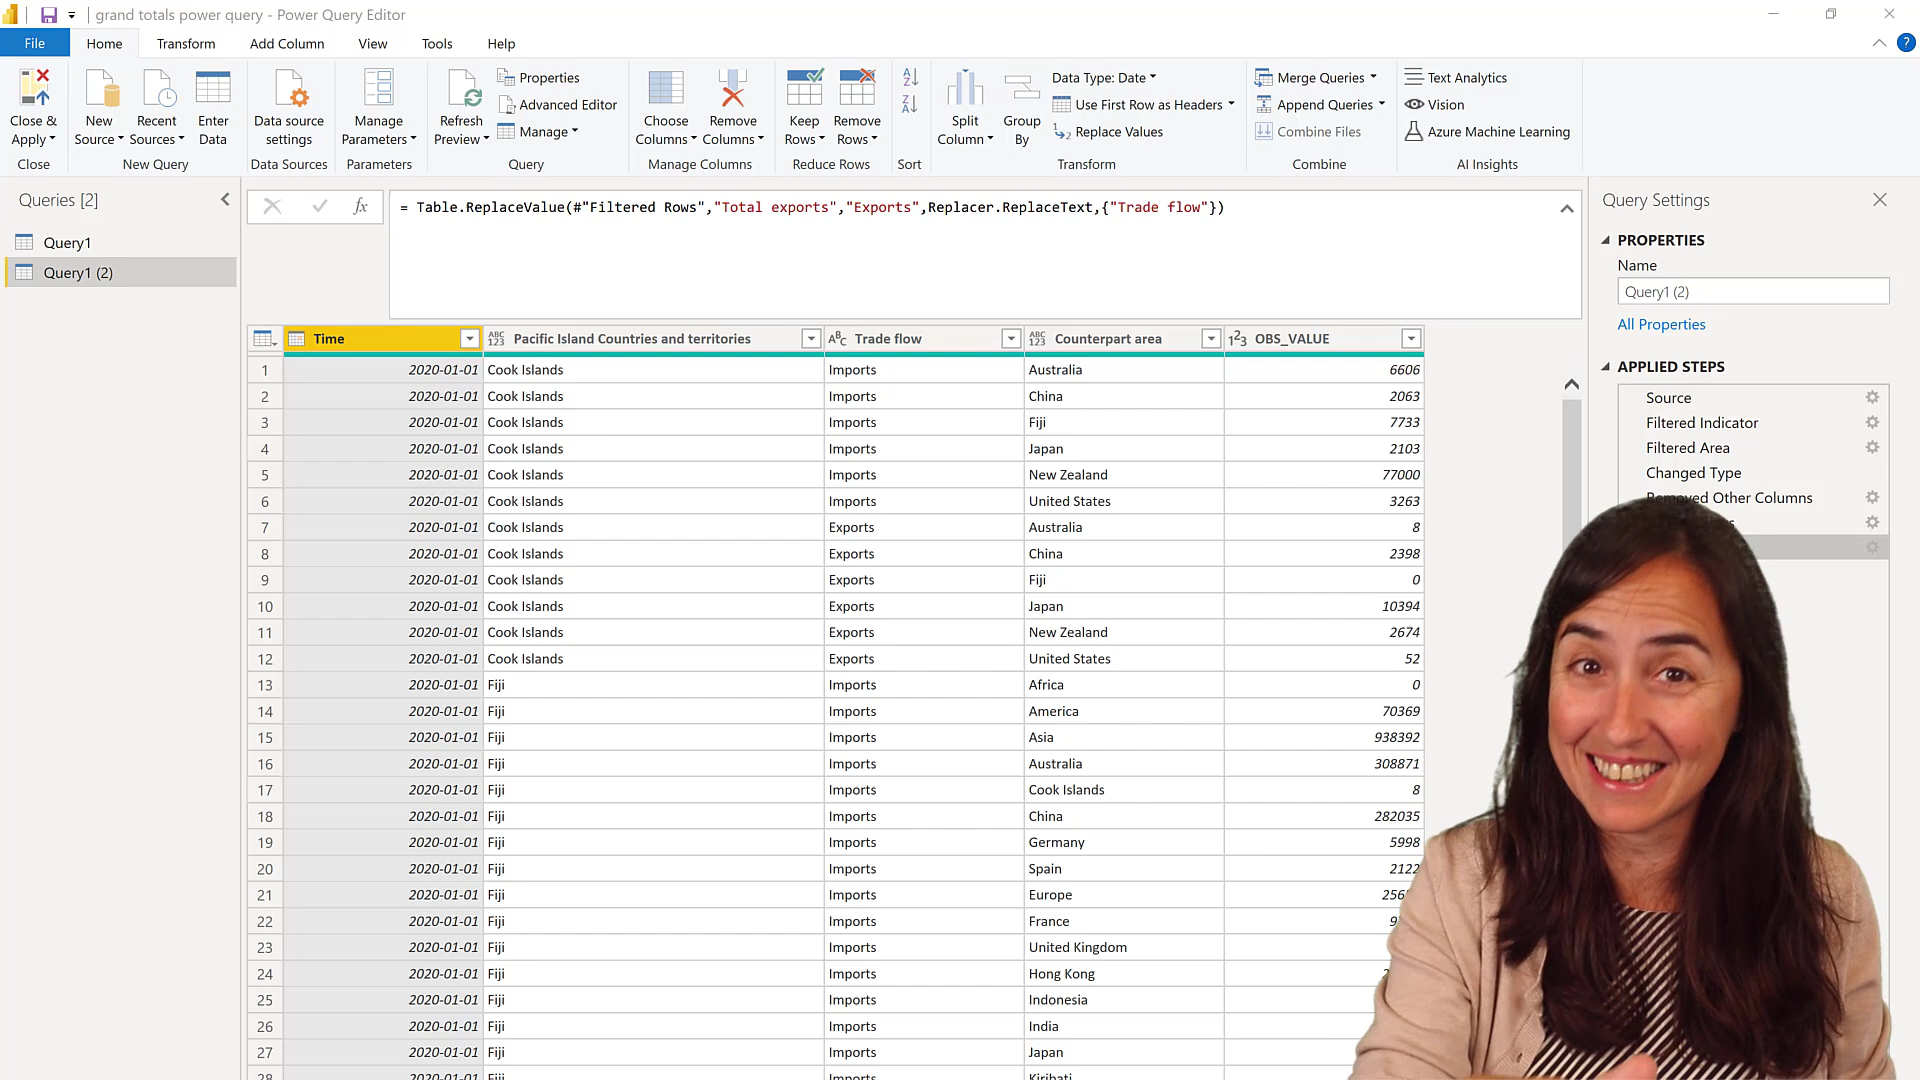 grand totals power query - Power Query Editor
File Home Transform Add Column View Tools Help
Close & Apply
Close
New Source
Recent Sources
Enter Data
New Query
Data source settings
Data Sources
Manage Parameters
Parameters
Refresh Preview
Properties
Advanced Editor
Manage
Query
Choose Columns
Remove Columns
Manage Columns
Keep Rows
Remove Rows
Reduce Rows
Sort
Split Column
Group By
Data Type: Date
Use First Row as Headers
Replace Values
Transform
Merge Queries
Append Queries
Combine Files
Combine
Text Analytics
Vision
Azure Machine Learning
AI Insights
Queries [2]
Query1
Query1 (2)
fx
= Table.ReplaceValue(#"Filtered Rows","Total exports","Exports",Replacer.ReplaceText,{"Trade flow"})
Time ABC 123 Pacific Island Countries and territories ABC Trade flow ABC 123 Counterpart area 123 OBS_VALUE
1 2020-01-01 Cook Islands Imports Australia 6606
2 2020-01-01 Cook Islands Imports China 2063
3 2020-01-01 Cook Islands Imports Fiji 7733
4 2020-01-01 Cook Islands Imports Japan 2103
5 2020-01-01 Cook Islands Imports New Zealand 77000
6 2020-01-01 Cook Islands Imports United States 3263
7 2020-01-01 Cook Islands Exports Australia 8
8 2020-01-01 Cook Islands Exports China 2398
9 2020-01-01 Cook Islands Exports Fiji 0
10 2020-01-01 Cook Islands Exports Japan 10394
11 2020-01-01 Cook Islands Exports New Zealand 2674
12 2020-01-01 Cook Islands Exports United States 52
13 2020-01-01 Fiji Imports Africa 0
14 2020-01-01 Fiji Imports America 70369
15 2020-01-01 Fiji Imports Asia 938392
16 2020-01-01 Fiji Imports Australia 308871
17 2020-01-01 Fiji Imports Cook Islands 8
18 2020-01-01 Fiji Imports China 282035
19 2020-01-01 Fiji Imports Germany 5998
20 2020-01-01 Fiji Imports Spain 2122
21 2020-01-01 Fiji Imports Europe
22 2020-01-01 Fiji Imports France
23 2020-01-01 Fiji Imports United Kingdom
24 2020-01-01 Fiji Imports Hong Kong
25 2020-01-01 Fiji Imports Indonesia
26 2020-01-01 Fiji Imports India
27 2020-01-01 Fiji Imports Japan
28 2020-01-01 Fiji Imports Kiribati
Query Settings
PROPERTIES
Name
Query1 (2)
All Properties
APPLIED STEPS
Source
Filtered Indicator
Filtered Area
Changed Type
Removed Other Columns